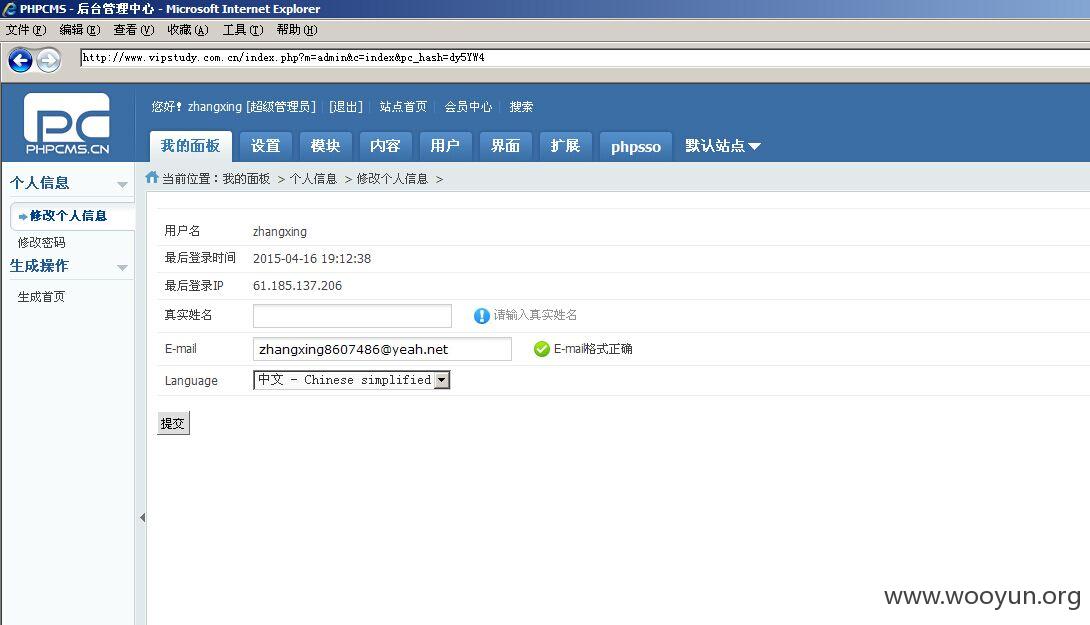 PHPCMS - 后台管理中心 - Microsoft Internet Explorer
文件(F) 编辑(E) 查看(V) 收藏(A) 工具(T) 帮助(H)
http://www.vipstudy.com.cn/index.php?m=admin&c=index&pc_hash=dy5YW4
PC
PHPCMS.CN
您好! zhangxing [超级管理员] | [退出] | 站点首页 | 会员中心 | 搜索
我的面板 设置 模块 内容 用户 界面 扩展 phpsso 默认站点
个人信息
修改个人信息
修改密码
生成操作
生成首页
当前位置:我的面板 > 个人信息 > 修改个人信息 >
用户名 zhangxing
最后登录时间 2015-04-16 19:12:38
最后登录IP 61.185.137.206
真实姓名 请输入真实姓名
E-mail zhangxing8607486@yeah.net E-mail格式正确
Language 中文 - Chinese simplified
提交
www.wooyun.org